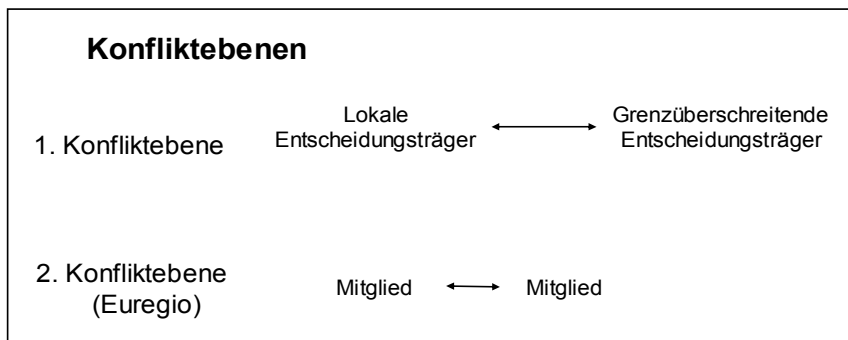 Konfliktebenen
1. Konfliktebene
Lokale
Entscheidungsträger
Grenzüberschreitende
Entscheidungsträger
2. Konfliktebene
(Euregio)
Mitglied
Mitglied